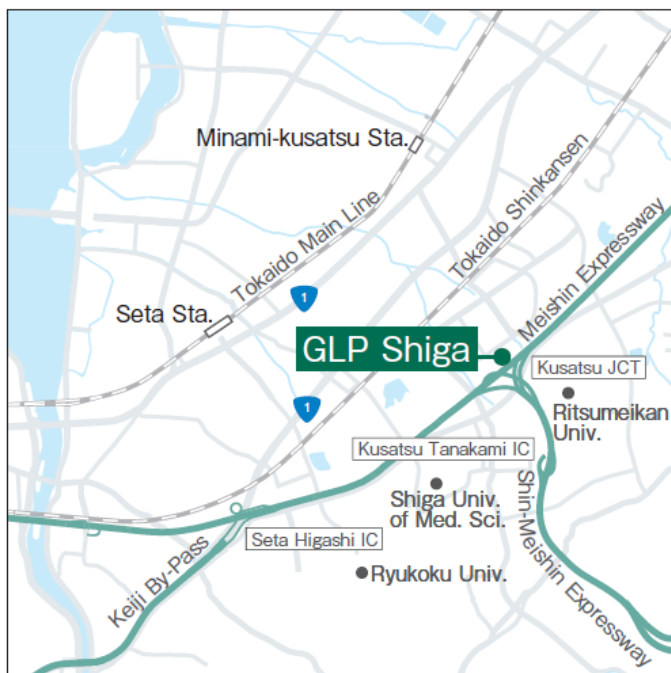 Minami-kusatsu Sta.
Tokaido Main Line
Tokaido Shinkansen
Seta Sta.
1
Meishin Expressway
GLP Shiga
Kusatsu JCT
1
Ritsumeikan
Univ.
Kusatsu Tanakami IC
Shiga Univ.
of Med. Sci.
Shin-Meishin Expressway
Seta Higashi IC
Keiji By-Pass
Ryukoku Univ.